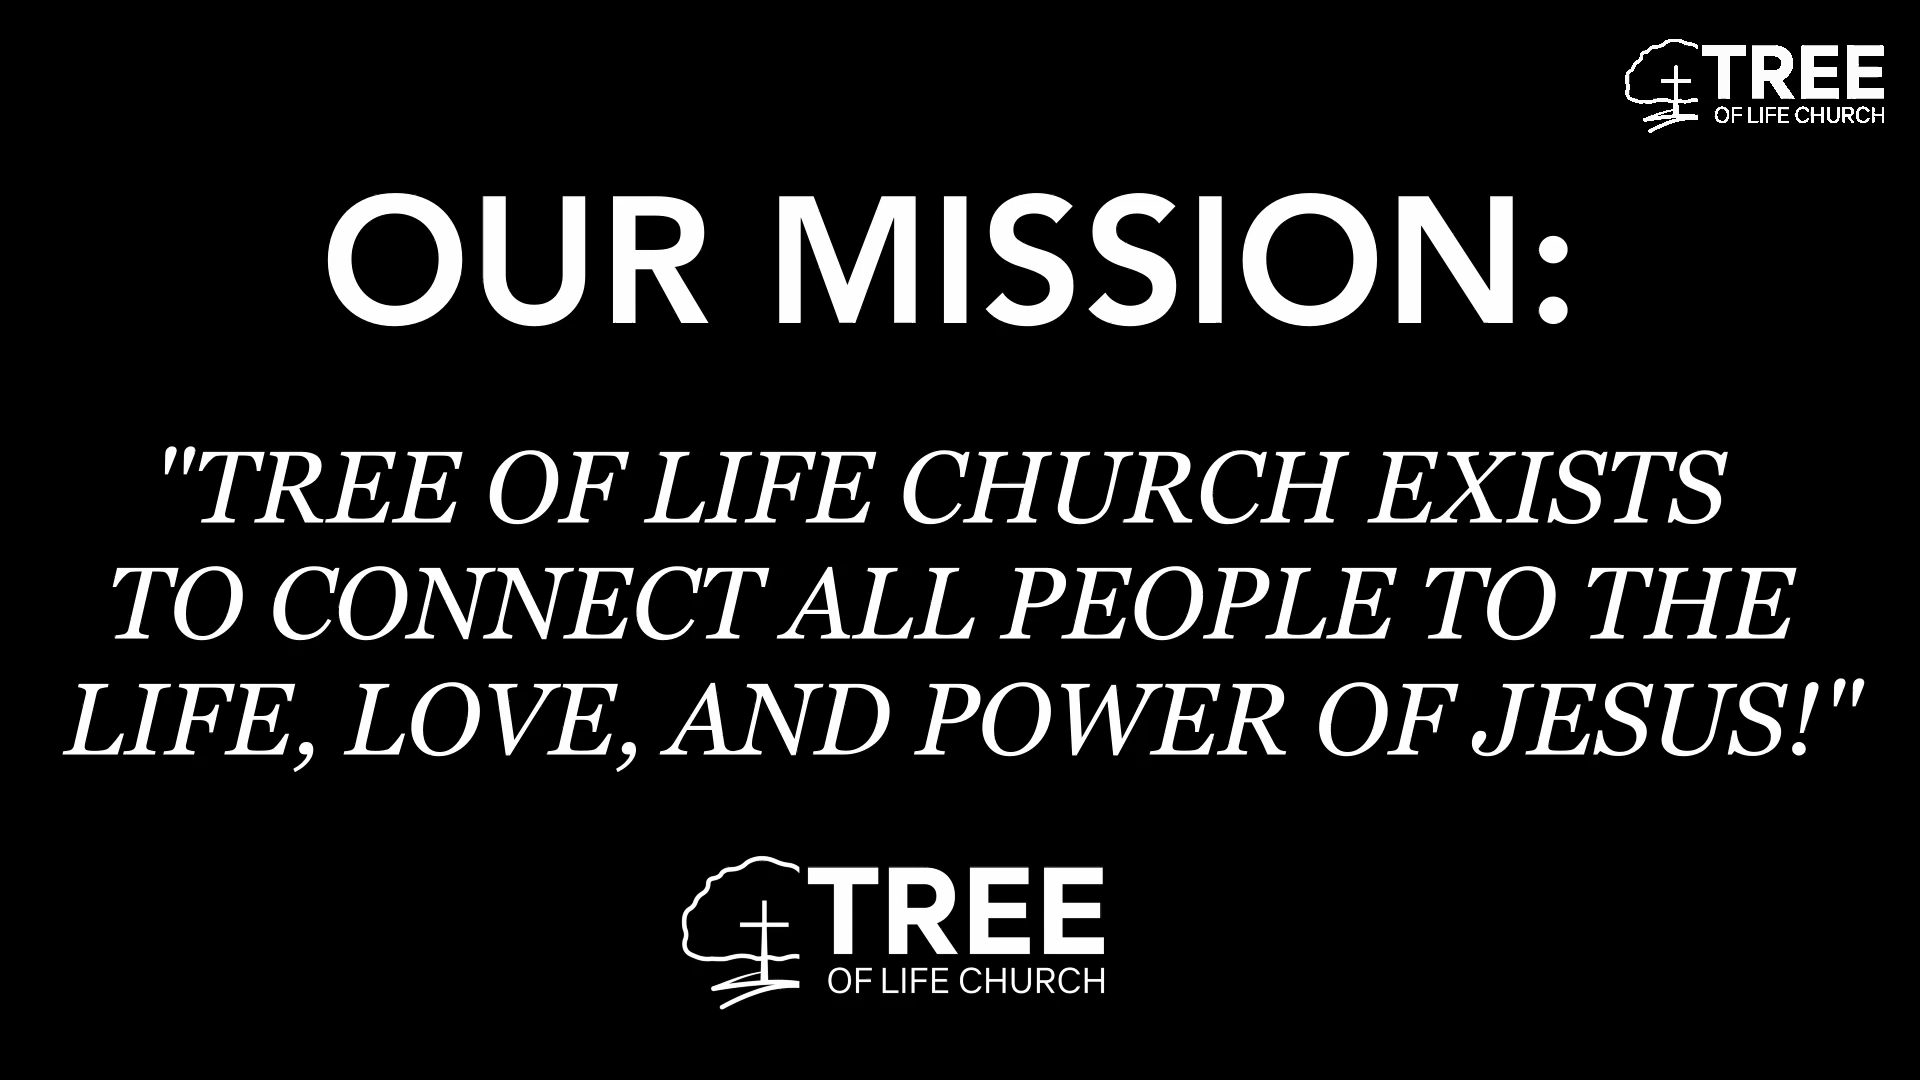 TREE
OF LIFE CHURCH
OUR MISSION:
"TREE OF LIFE CHURCH EXISTS
TO CONNECT ALL PEOPLE TO THE
LIFE, LOVE, AND POWER OF JESUS!"
TREE
OF LIFE CHURCH